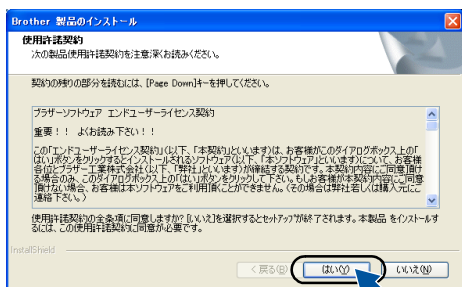 Brother 製品のインストール
使用許諾契約
次の製品使用許諾契約を注意深くお読みください。
契約の残りの部分を読むには、[Page Down]キーを押してください。
ブラザーソフトウェア エンドユーザーライセンス契約
重要！！ よくお読み下さい！！
この「エンドユーザーライセンス契約」(以下、「本契約」といいます)は、お客様がこのダイアログボックス上の「
はい」ボタンをクリックするとインストールされるソフトウェア(以下、「本ソフトウェア」といいます)について、お客様
各位とブラザー工業株式会社(以下、「弊社」といいます)が締結する契約です。本契約内容にご同意頂け
る場合のみ、このダイアログボックス上の「はい」ボタンをクリックして下さい。もしお客様が本契約内容にご同意
頂けない場合、お客様は本ソフトウェアをご利用頂くことができません。(その場合は弊社若しくは購入元にご
連絡下さい。)
使用許諾契約の全条項に同意しますか? [いいえ]を選択するとセットアップが終了されます。本製品 をインストールす
るには、この使用許諾契約に同意が必要です。
InstallShield
< 戻る(B)
はい(Y)
いいえ(N)